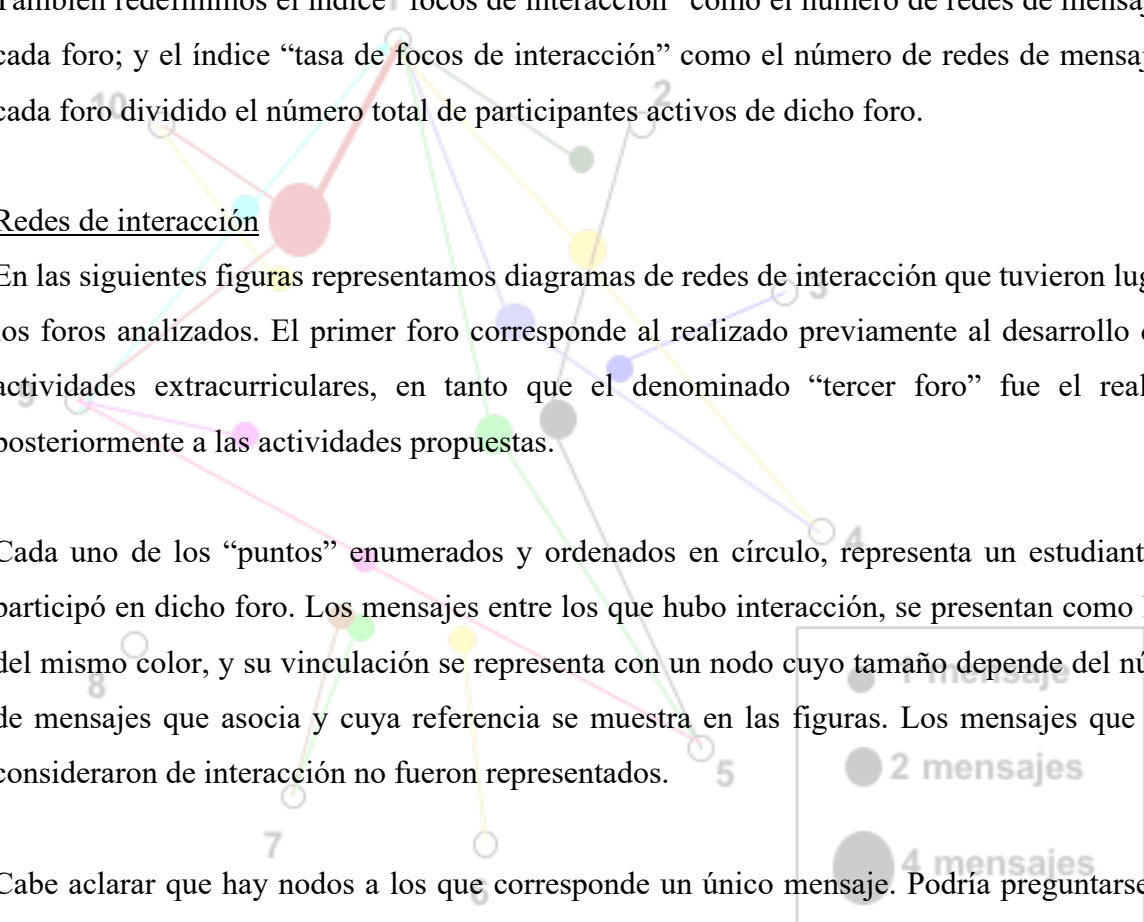 También redefinimos el índice “focos de interacción” como el número de redes de
cada foro; y el índice “tasa de focos de interacción” como el número de redes de
cada foro dividido el número total de participantes activos de dicho foro.
Redes de interacción
En las siguientes figuras representamos diagramas de redes de interacción que tuvieron
los foros analizados. El primer foro corresponde al realizado previamente al desarrollo
actividades extracurriculares, en tanto que el denominado “tercer foro” fue el
posteriormente a las actividades propuestas.
Cada uno de los “puntos” enumerados y ordenados en círculo, representa un
participó en dicho foro. Los mensajes entre los que hubo interacción, se presentan como
del mismo color, y su vinculación se representa con un nodo cuyo tamaño depende del
de mensajes que asocia y cuya referencia se muestra en las figuras. Los mensajes que
consideraron de interacción no fueron representados.
Cabe aclarar que hay nodos a los que corresponde un único mensaje. Podría
1
2
3
4
5
6
7
8
9
10
1 mensaje
2 mensajes
4 mensajes